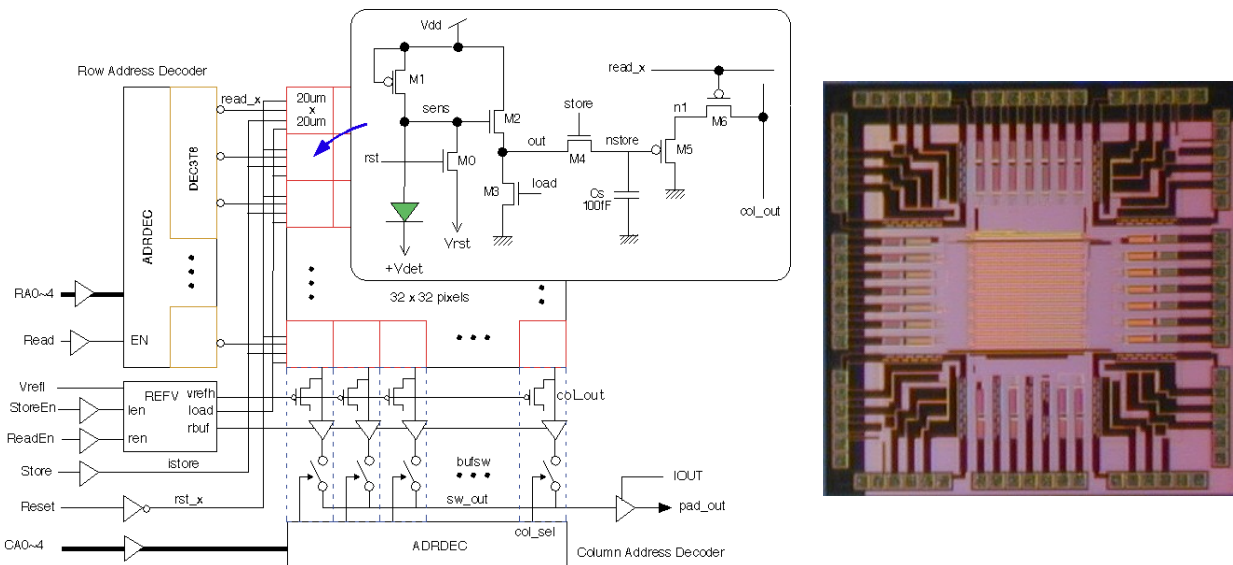 Vdd
Row Address Decoder
read_x
M1
sens
M2
rst
M0
M3
load
out
store
M4
nstore
Cs
100fF
read_x
n1
M5
M6
col_out
Vrst
+Vdet
20um
x
20um
DEC3T8
ADRDEC
RA0~4
Read
EN
32 x 32 pixels
Vrefl
StoreEn
ReadEn
Store
Reset
CA0~4
REFV
vrefh
len
load
ren
rbuf
istore
rst_x
col_out
bufsw
sw_out
IOUT
pad_out
col_sel
ADRDEC
Column Address Decoder